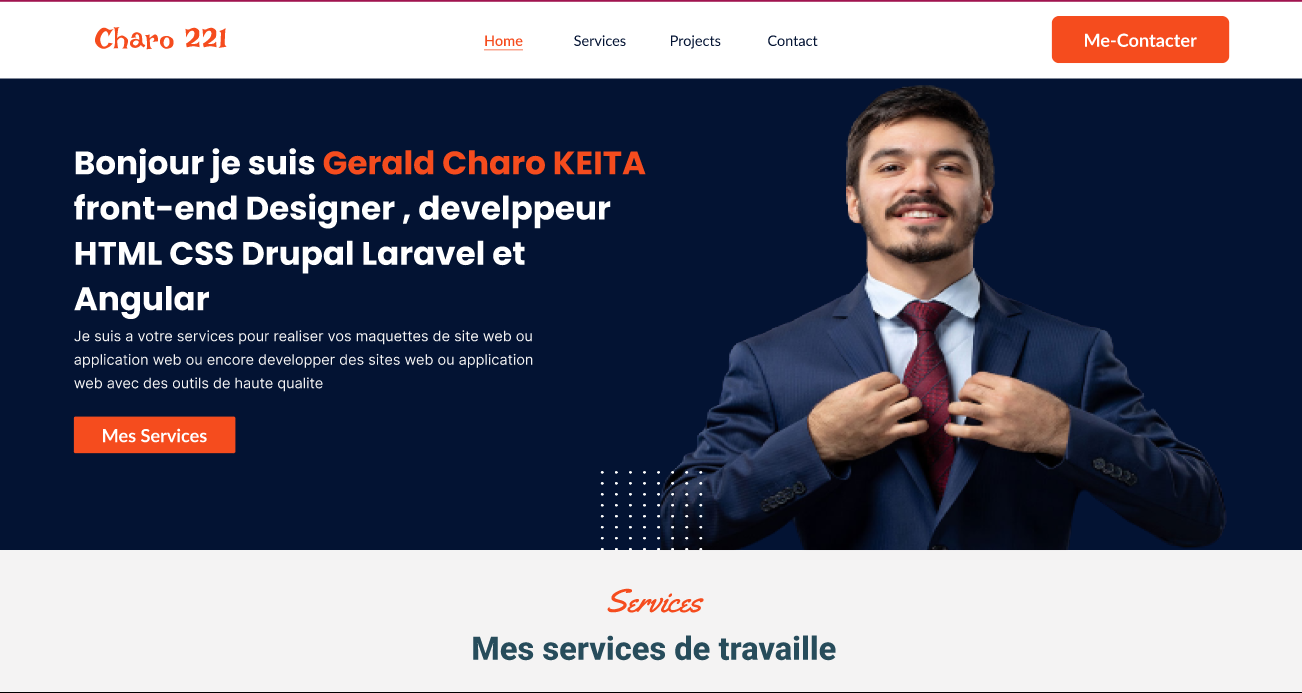 Charo 221
Home Services Projects Contact
Me-Contacter
Bonjour je suis Gerald Charo KEITA
front-end Designer , develppeur
HTML CSS Drupal Laravel et
Angular
Je suis a votre services pour realiser vos maquettes de site web ou
application web ou encore developper des sites web ou application
web avec des outils de haute qualite
Mes Services
Services
Mes services de travaille